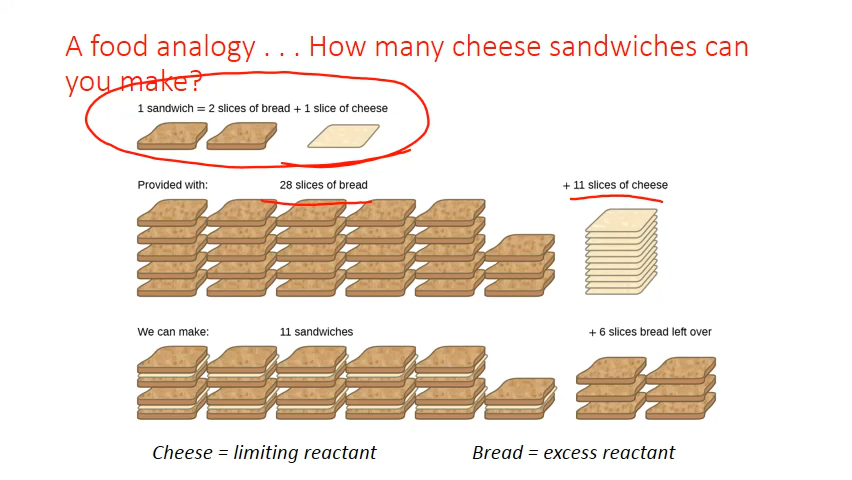 A food analogy . . . How many cheese sandwiches can
you make?
1 sandwich = 2 slices of bread + 1 slice of cheese
Provided with: 28 slices of bread + 11 slices of cheese
We can make: 11 sandwiches + 6 slices bread left over
Cheese = limiting reactant Bread = excess reactant